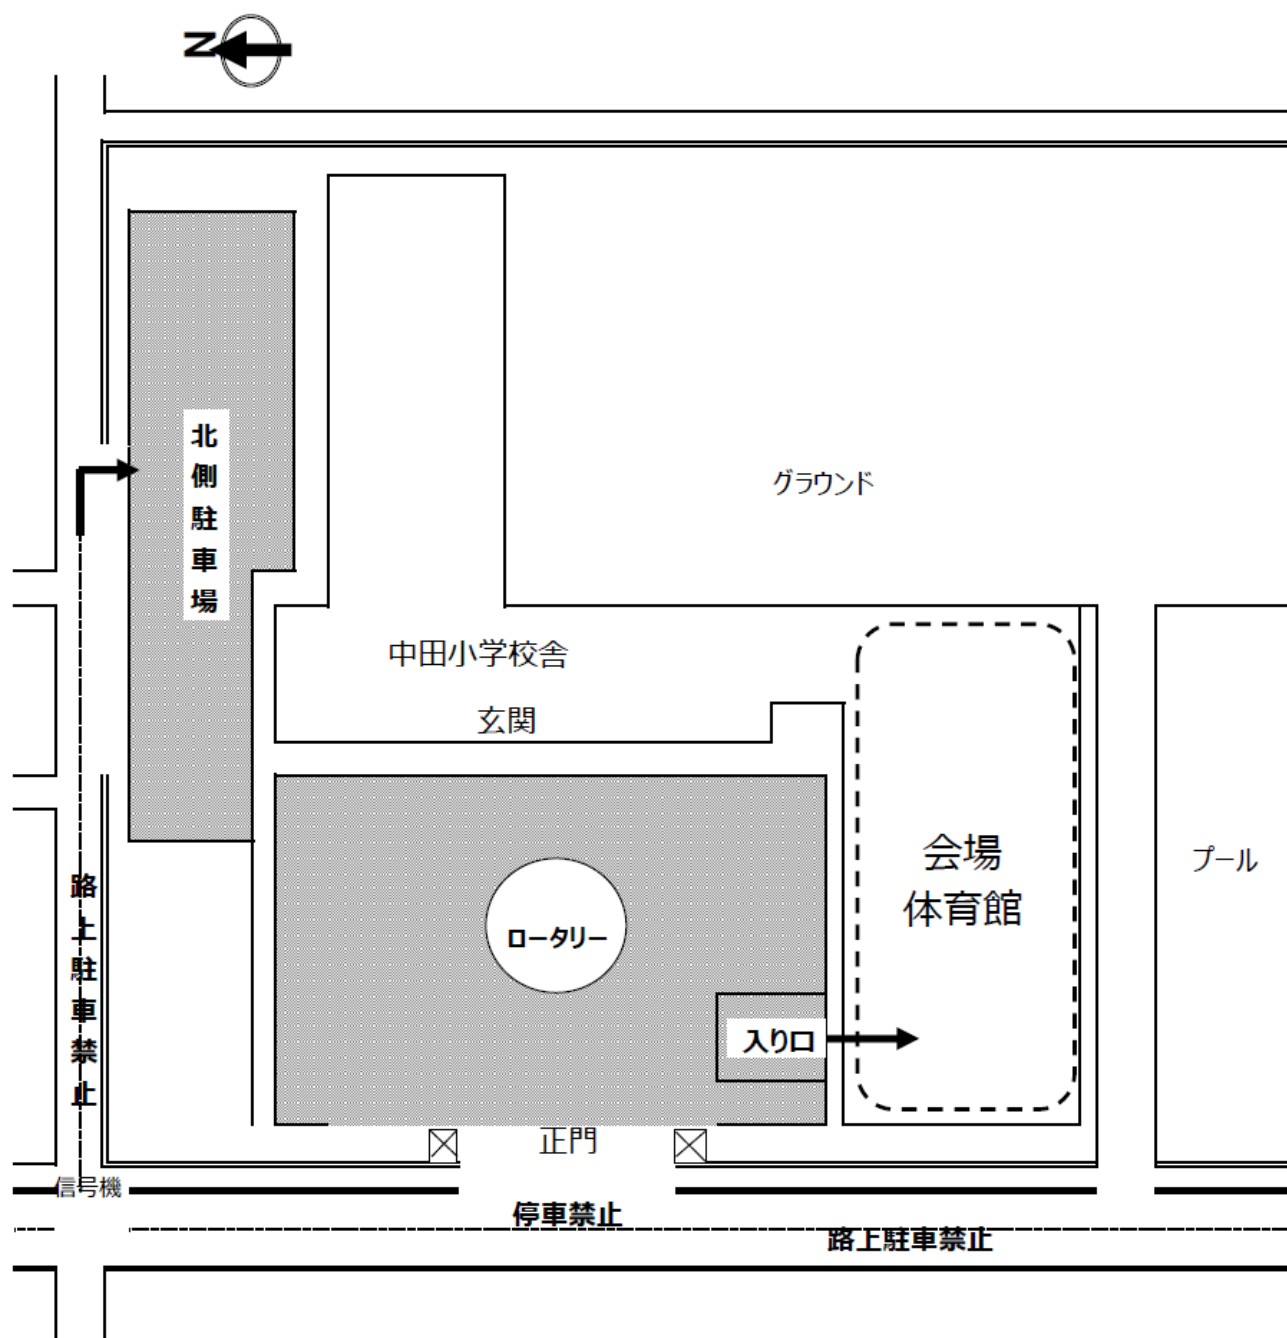 N
北側駐車場
グラウンド
中田小学校舎
玄関
会場
体育館
プール
ロータリー
入り口
路上駐車禁止
正門
信号機
停車禁止
路上駐車禁止